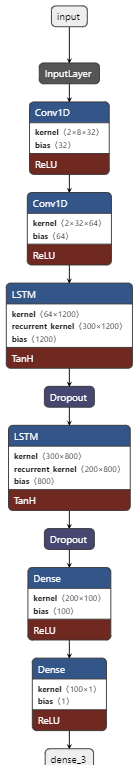 input
InputLayer
Conv1D
kernel ⟨2×8×32⟩
bias ⟨32⟩
ReLU
Conv1D
kernel ⟨2×32×64⟩
bias ⟨64⟩
ReLU
LSTM
kernel ⟨64×1200⟩
recurrent kernel ⟨300×1200⟩
bias ⟨1200⟩
TanH
Dropout
LSTM
kernel ⟨300×800⟩
recurrent kernel ⟨200×800⟩
bias ⟨800⟩
TanH
Dropout
Dense
kernel ⟨200×100⟩
bias ⟨100⟩
ReLU
Dense
kernel ⟨100×1⟩
bias ⟨1⟩
ReLU
dense_3